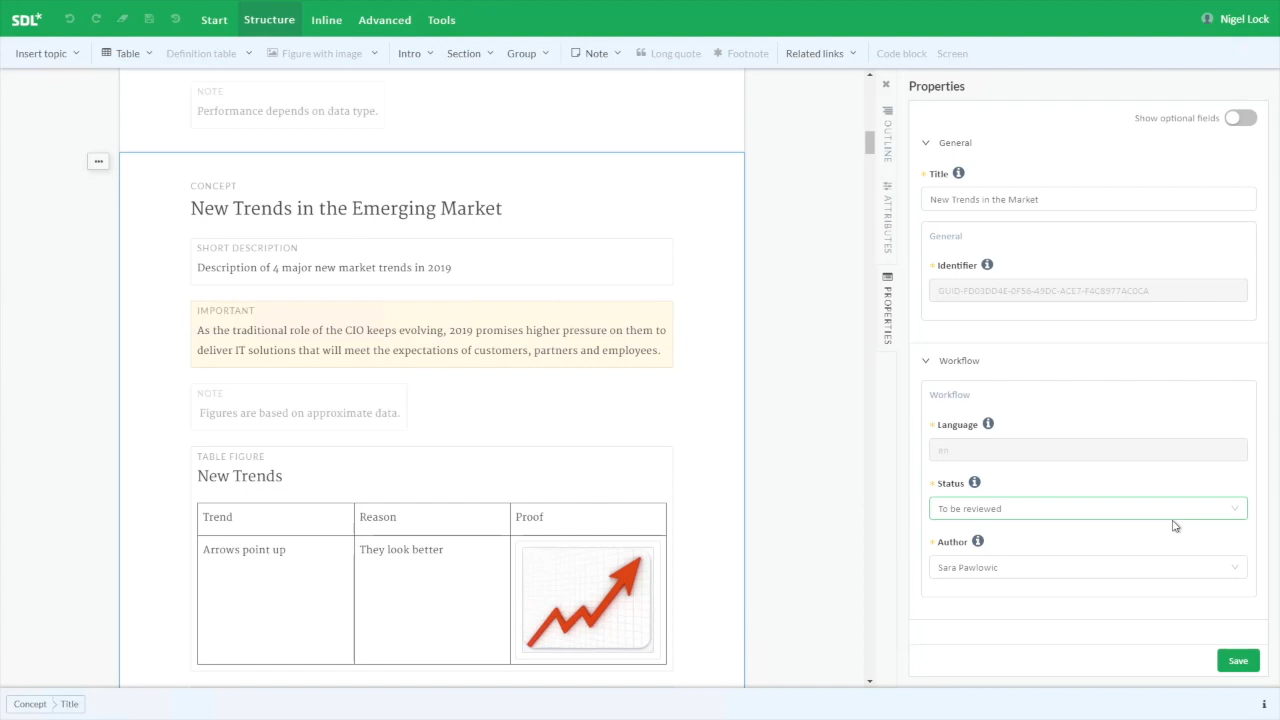 SDL* Start Structure Inline Advanced Tools Nigel Lock
Insert topic Table Definition table Figure with image Intro Section Group Note Long quote Footnote Related links Code block Screen
NOTE
Performance depends on data type.
CONCEPT
New Trends in the Emerging Market
SHORT DESCRIPTION
Description of 4 major new market trends in 2019
IMPORTANT
As the traditional role of the CIO keeps evolving, 2019 promises higher pressure on them to
deliver IT solutions that will meet the expectations of customers, partners and employees.
NOTE
Figures are based on approximate data.
TABLE FIGURE
New Trends
Trend Reason Proof
Arrows point up They look better
OUTLINE
ATTRIBUTES
PROPERTIES
Properties
Show optional fields
General
* Title
New Trends in the Market
General
* Identifier
GUID-FD03DD4E-0F56-49DC-ACE7-F4C8977AC0CA
Workflow
Workflow
* Language
en
* Status
To be reviewed
* Author
Sara Pawlowic
Save
Concept Title